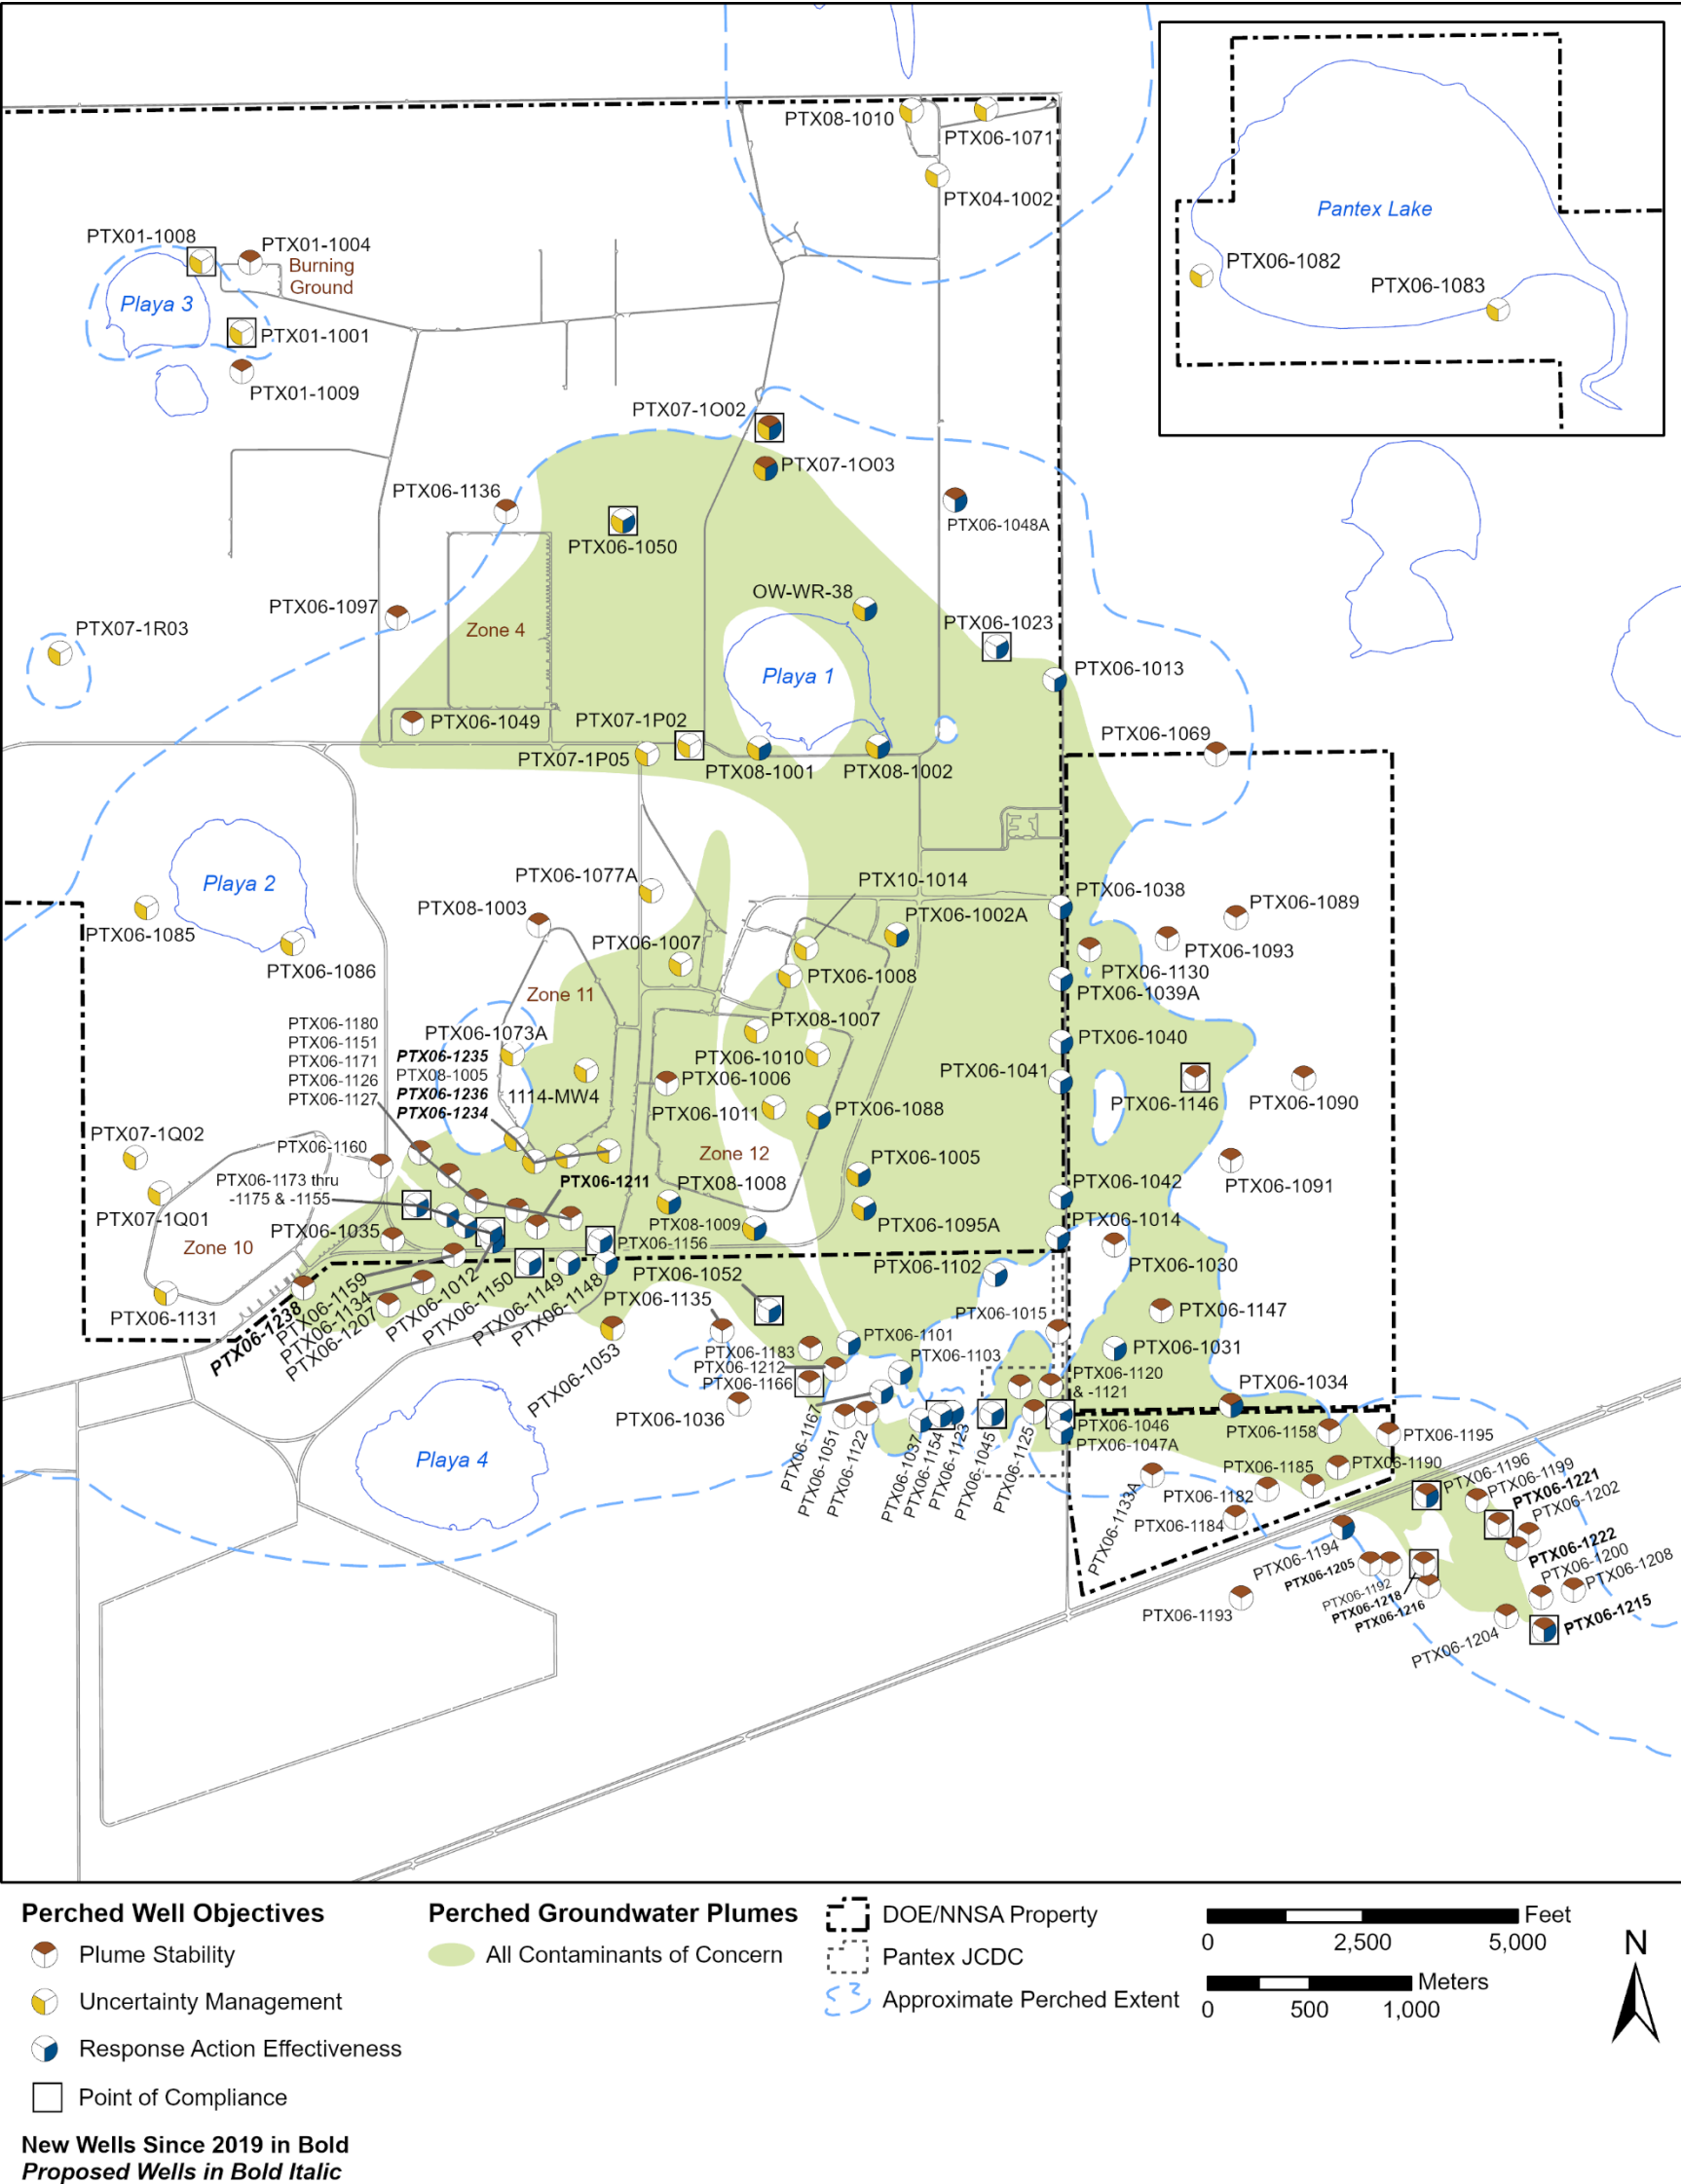 PTX08-1010
PTX06-1071
PTX04-1002
Pantex Lake
PTX06-1082
PTX06-1083
PTX01-1008
PTX01-1004
Burning
Ground
Playa 3
PTX01-1001
PTX01-1009
PTX07-1O02
PTX07-1O03
PTX06-1136
PTX06-1048A
PTX06-1050
OW-WR-38
PTX06-1097
PTX06-1023
Zone 4
PTX07-1R03
Playa 1
PTX06-1013
PTX06-1049
PTX07-1P02
PTX06-1069
PTX07-1P05
PTX08-1001
PTX08-1002
Playa 2
PTX06-1077A
PTX10-1014
PTX06-1038
PTX06-1089
PTX08-1003
PTX06-1002A
PTX06-1085
PTX06-1007
PTX06-1093
PTX06-1086
PTX06-1008
PTX06-1130
PTX06-1039A
Zone 11
PTX06-1180
PTX06-1151
PTX06-1171
PTX06-1126
PTX06-1127
PTX06-1073A
PTX06-1235
PTX08-1005
PTX06-1236
PTX06-1234
PTX08-1007
PTX06-1010
PTX06-1006
PTX06-1040
PTX06-1041
1114-MW4
PTX06-1011
PTX06-1088
PTX06-1146
PTX06-1090
PTX07-1Q02
PTX06-1160
Zone 12
PTX06-1005
PTX06-1173 thru
-1175 & -1155
PTX06-1211
PTX08-1008
PTX06-1042
PTX06-1091
PTX07-1Q01
PTX06-1035
PTX08-1009
PTX06-1095A
PTX06-1014
Zone 10
PTX06-1156
PTX06-1052
PTX06-1102
PTX06-1030
PTX06-1131
PTX06-1238
PTX06-1159
PTX06-1134
PTX06-1207
PTX06-1012
PTX06-1150
PTX06-1149
PTX06-1148
PTX06-1135
PTX06-1015
PTX06-1147
PTX06-1053
PTX06-1183
PTX06-1212
PTX06-1166
PTX06-1101
PTX06-1103
PTX06-1031
PTX06-1120
& -1121
PTX06-1034
PTX06-1036
PTX06-1167
PTX06-1051
PTX06-1122
PTX06-1037
PTX06-1154
PTX06-1123
PTX06-1045
PTX06-1125
PTX06-1046
PTX06-1047A
PTX06-1158
PTX06-1195
Playa 4
PTX06-1133A
PTX06-1185
PTX06-1190
PTX06-1182
PTX06-1184
PTX06-1196
PTX06-1199
PTX06-1221
PTX06-1202
PTX06-1222
PTX06-1200
PTX06-1208
PTX06-1194
PTX06-1205
PTX06-1192
PTX06-1218
PTX06-1216
PTX06-1193
PTX06-1204
PTX06-1215
Perched Well Objectives
Plume Stability
Uncertainty Management
Response Action Effectiveness
Point of Compliance
New Wells Since 2019 in Bold
Proposed Wells in Bold Italic
Perched Groundwater Plumes
All Contaminants of Concern
DOE/NNSA Property
Pantex JCDC
Approximate Perched Extent
Feet
0 2,500 5,000
Meters
0 500 1,000
N